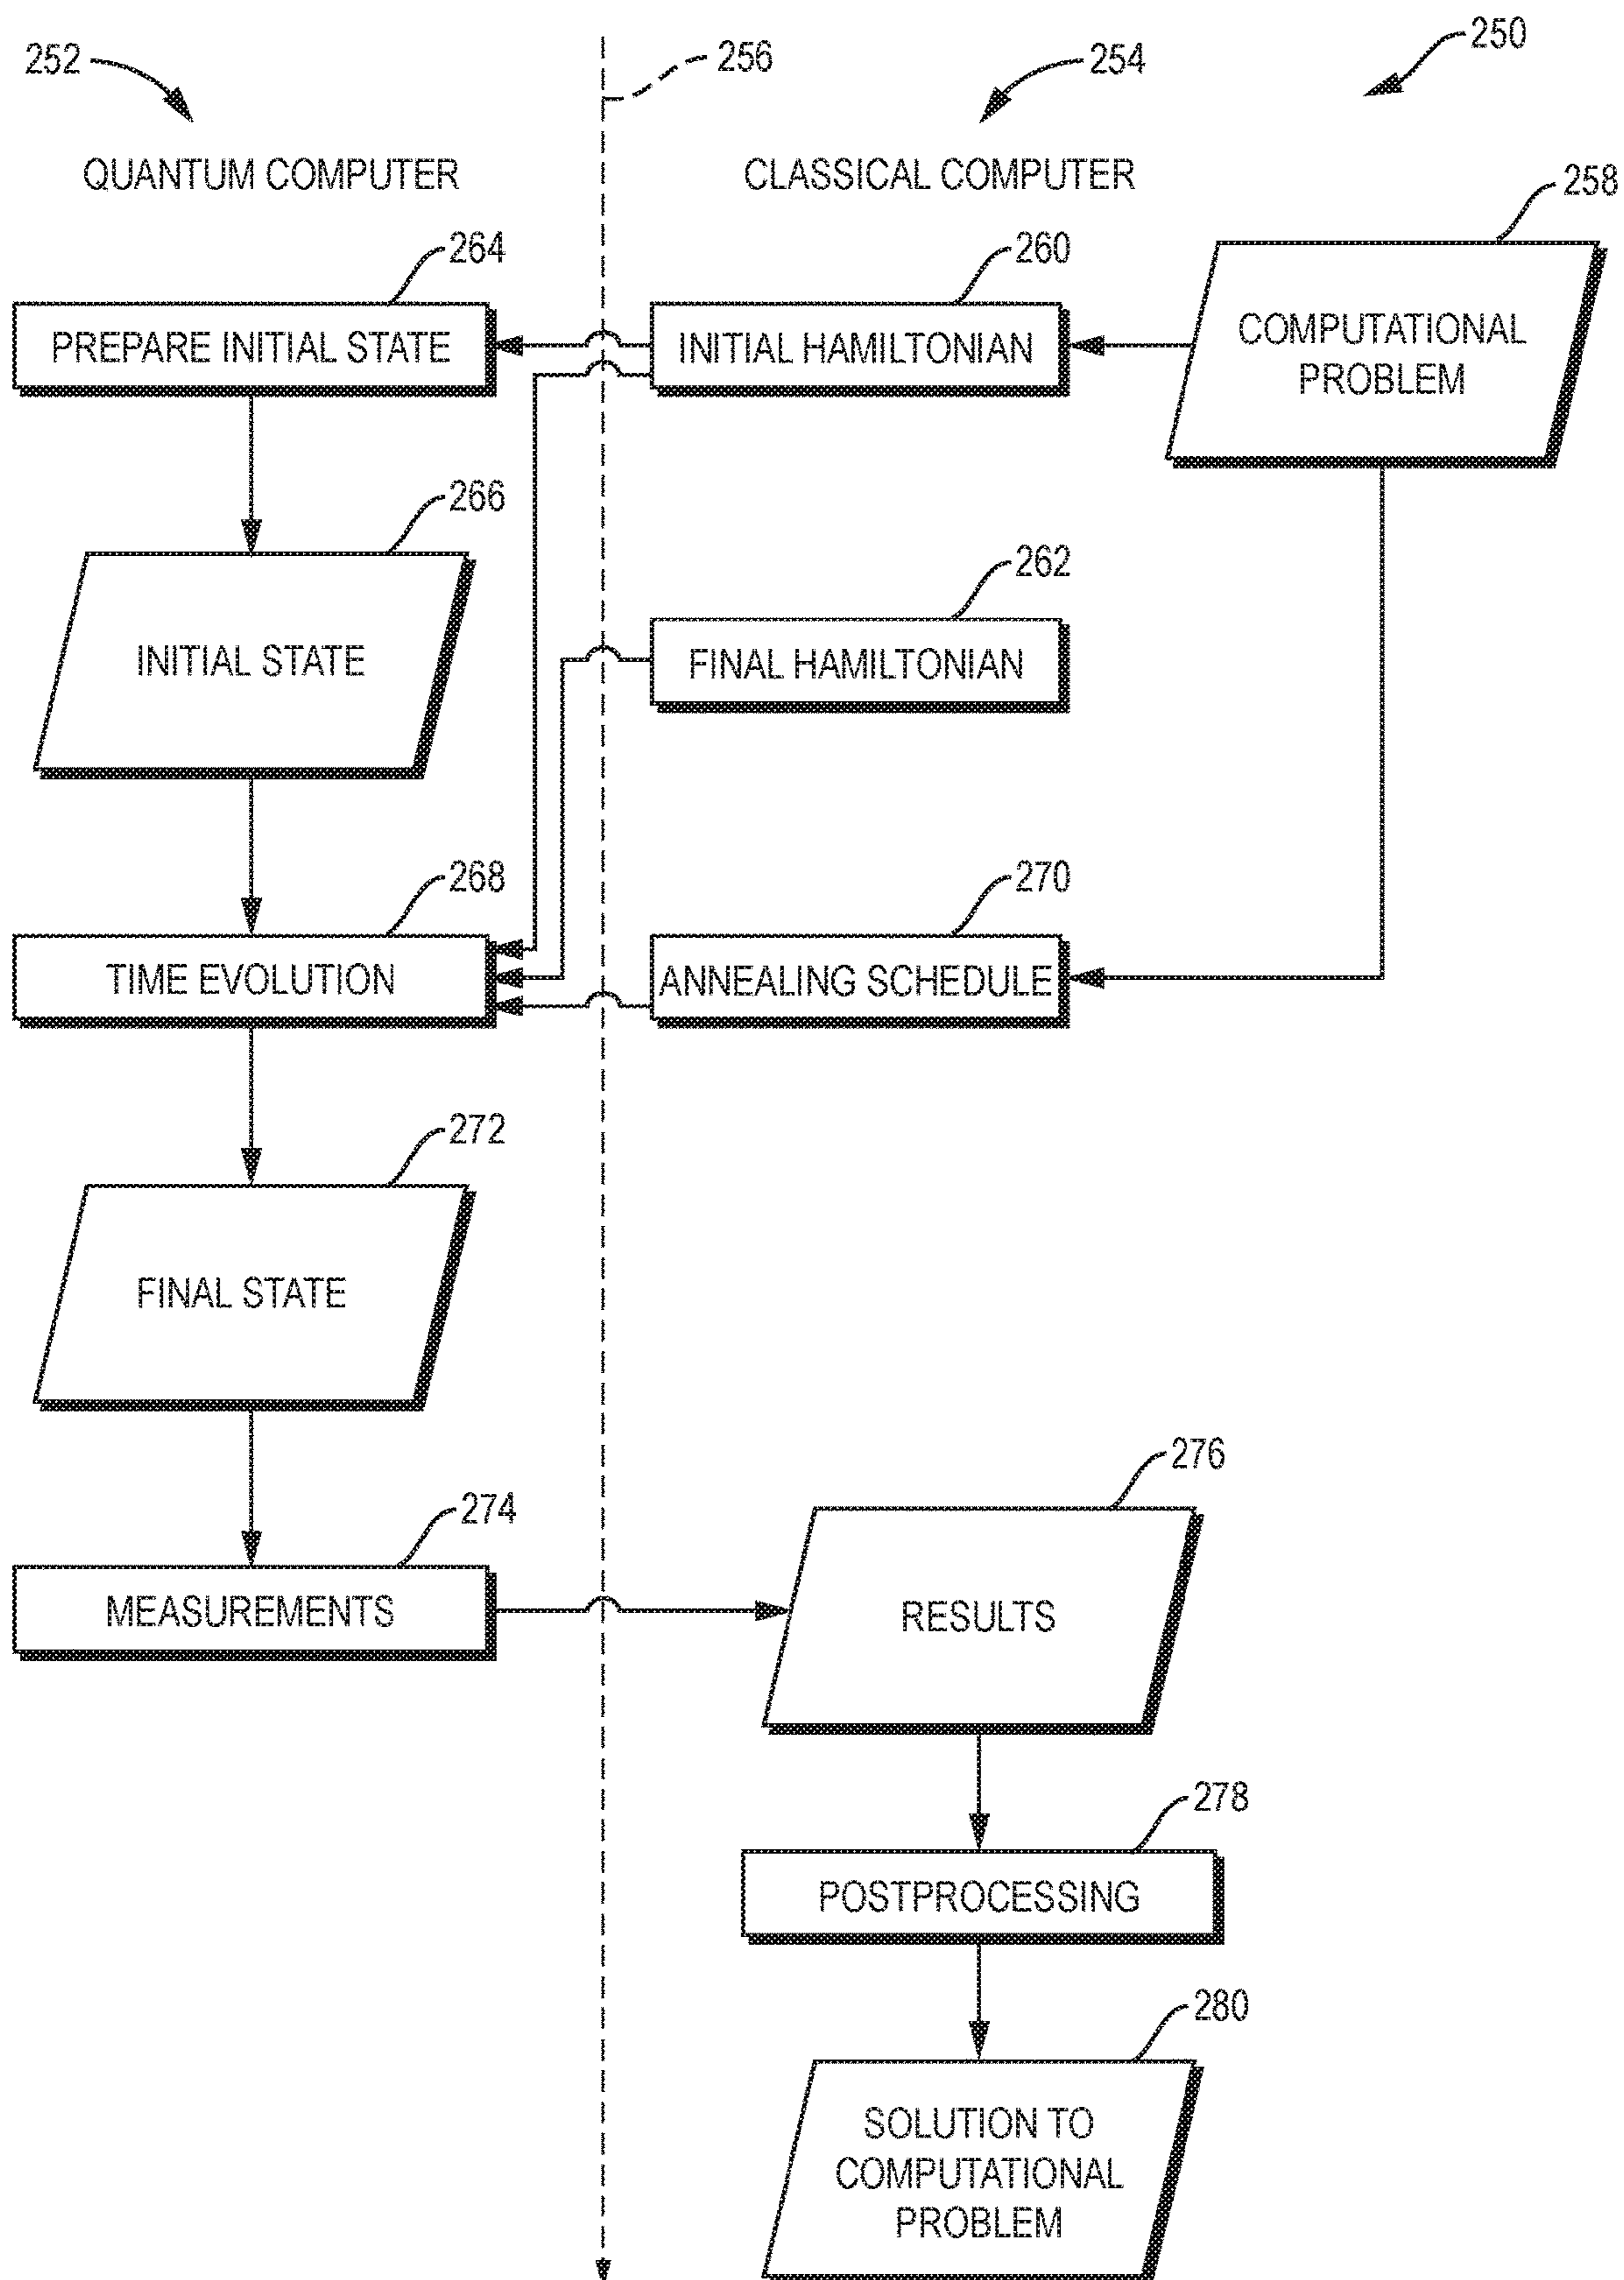 250
252
256
254
QUANTUM COMPUTER
CLASSICAL COMPUTER
258
264
260
PREPARE INITIAL STATE
INITIAL HAMILTONIAN
COMPUTATIONAL
PROBLEM
266
262
INITIAL STATE
FINAL HAMILTONIAN
268
270
TIME EVOLUTION
ANNEALING SCHEDULE
272
FINAL STATE
276
274
MEASUREMENTS
RESULTS
278
POSTPROCESSING
280
SOLUTION TO
COMPUTATIONAL
PROBLEM